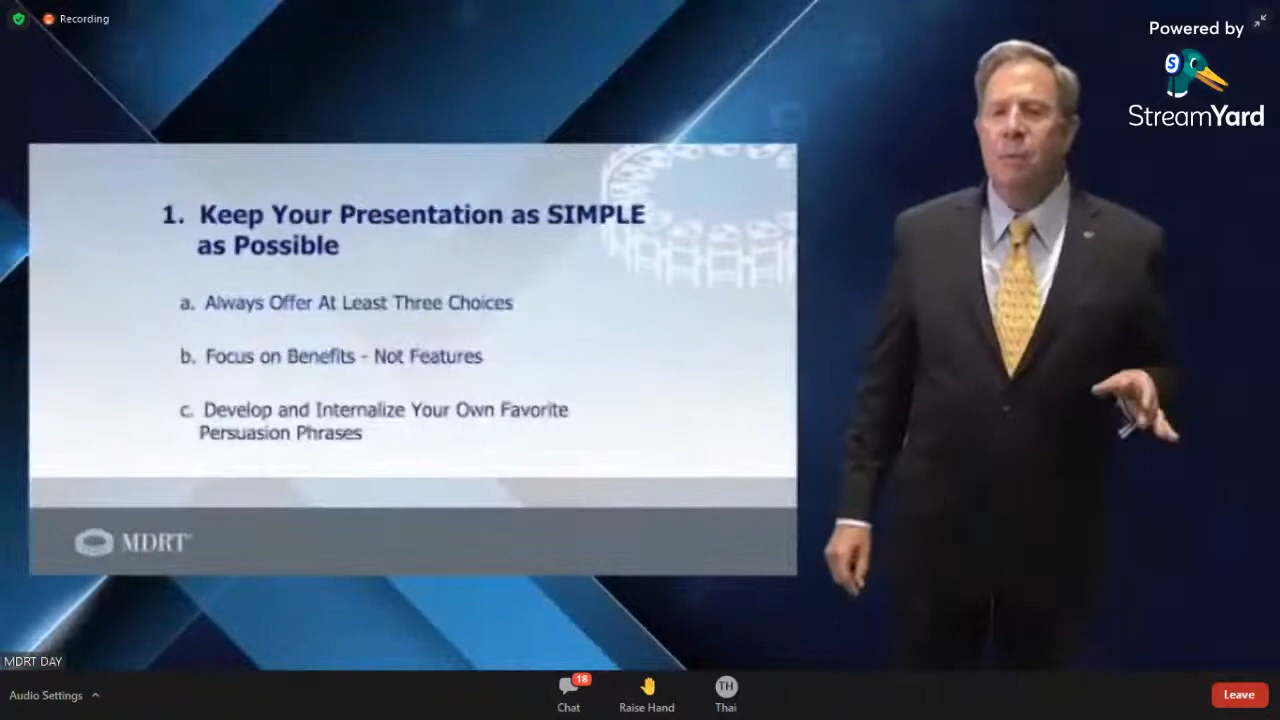 Recording
Powered by
S
StreamYard
1. Keep Your Presentation as SIMPLE
as Possible
a. Always Offer At Least Three Choices
b. Focus on Benefits - Not Features
c. Develop and Internalize Your Own Favorite
Persuasion Phrases
MDRT
MDRT DAY
Audio Settings
18
Chat
Raise Hand
TH
Thai
Leave